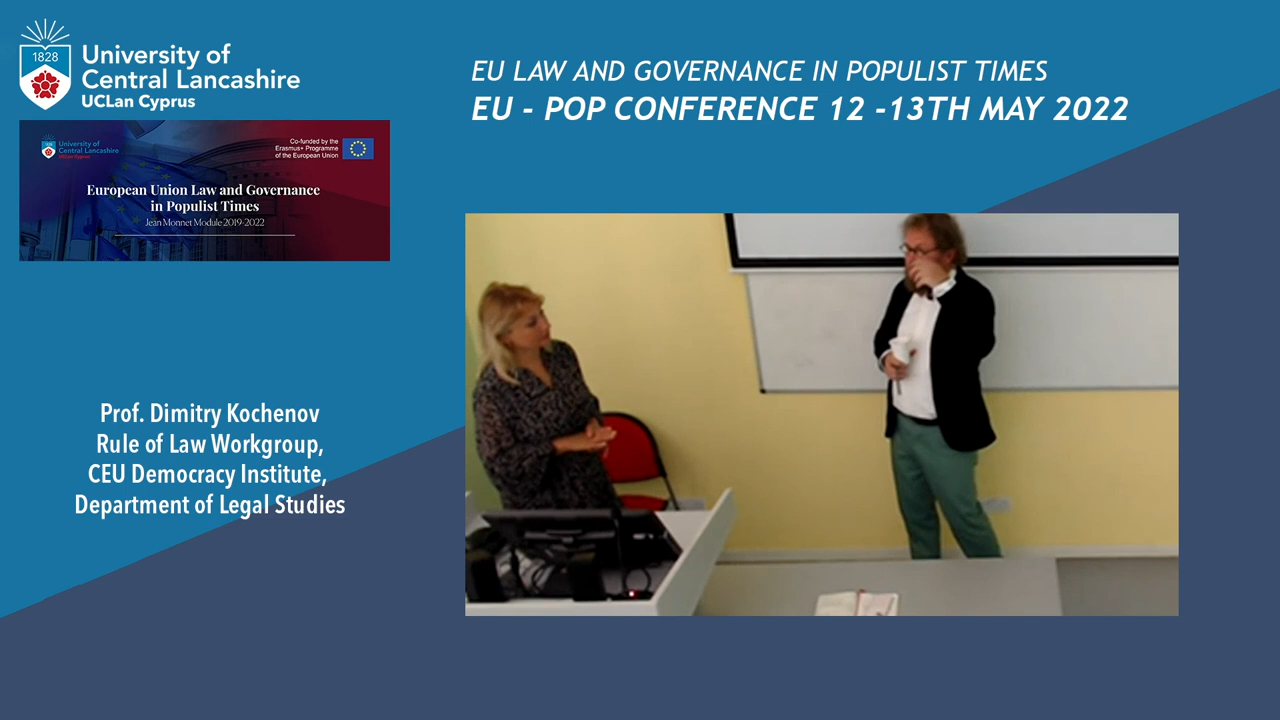 1828
University of
Central Lancashire
UCLan Cyprus
EU LAW AND GOVERNANCE IN POPULIST TIMES
EU - POP CONFERENCE 12 -13TH MAY 2022
University of
Central Lancashire
UCLan Cyprus
Co-funded by the
Erasmus+ Programme
of the European Union
European Union Law and Governance
in Populist Times
Jean Monnet Module 2019-2022
Prof. Dimitry Kochenov
Rule of Law Workgroup,
CEU Democracy Institute,
Department of Legal Studies